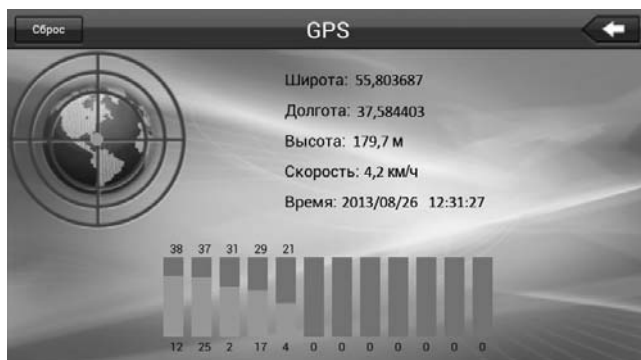 Сброс
GPS
Широта: 55,803687
Долгота: 37,584403
Высота: 179,7 м
Скорость: 4,2 км/ч
Время: 2013/08/26 12:31:27
38 37 31 29 21
12 25 2 17 4 0 0 0 0 0 0 0